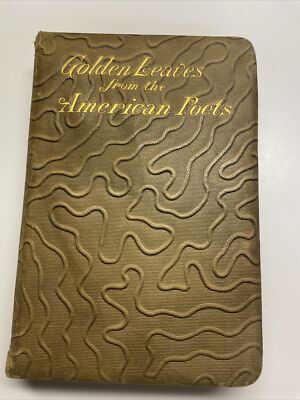 Golden Leaves
from the
American Poets